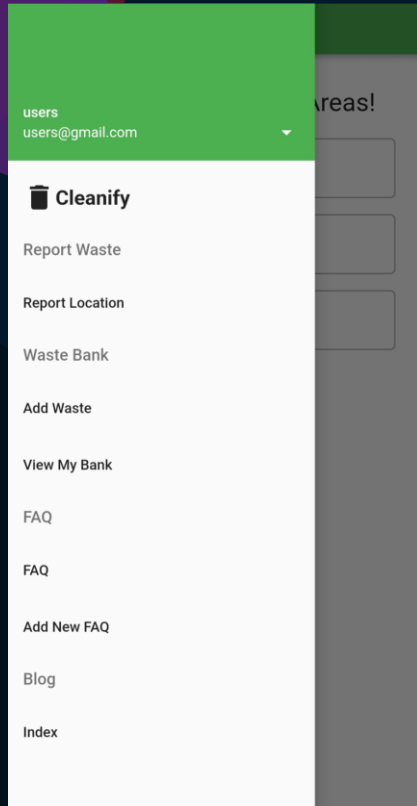 users
users@gmail.com
Areas!
Cleanify
Report Waste
Report Location
Waste Bank
Add Waste
View My Bank
FAQ
FAQ
Add New FAQ
Blog
Index